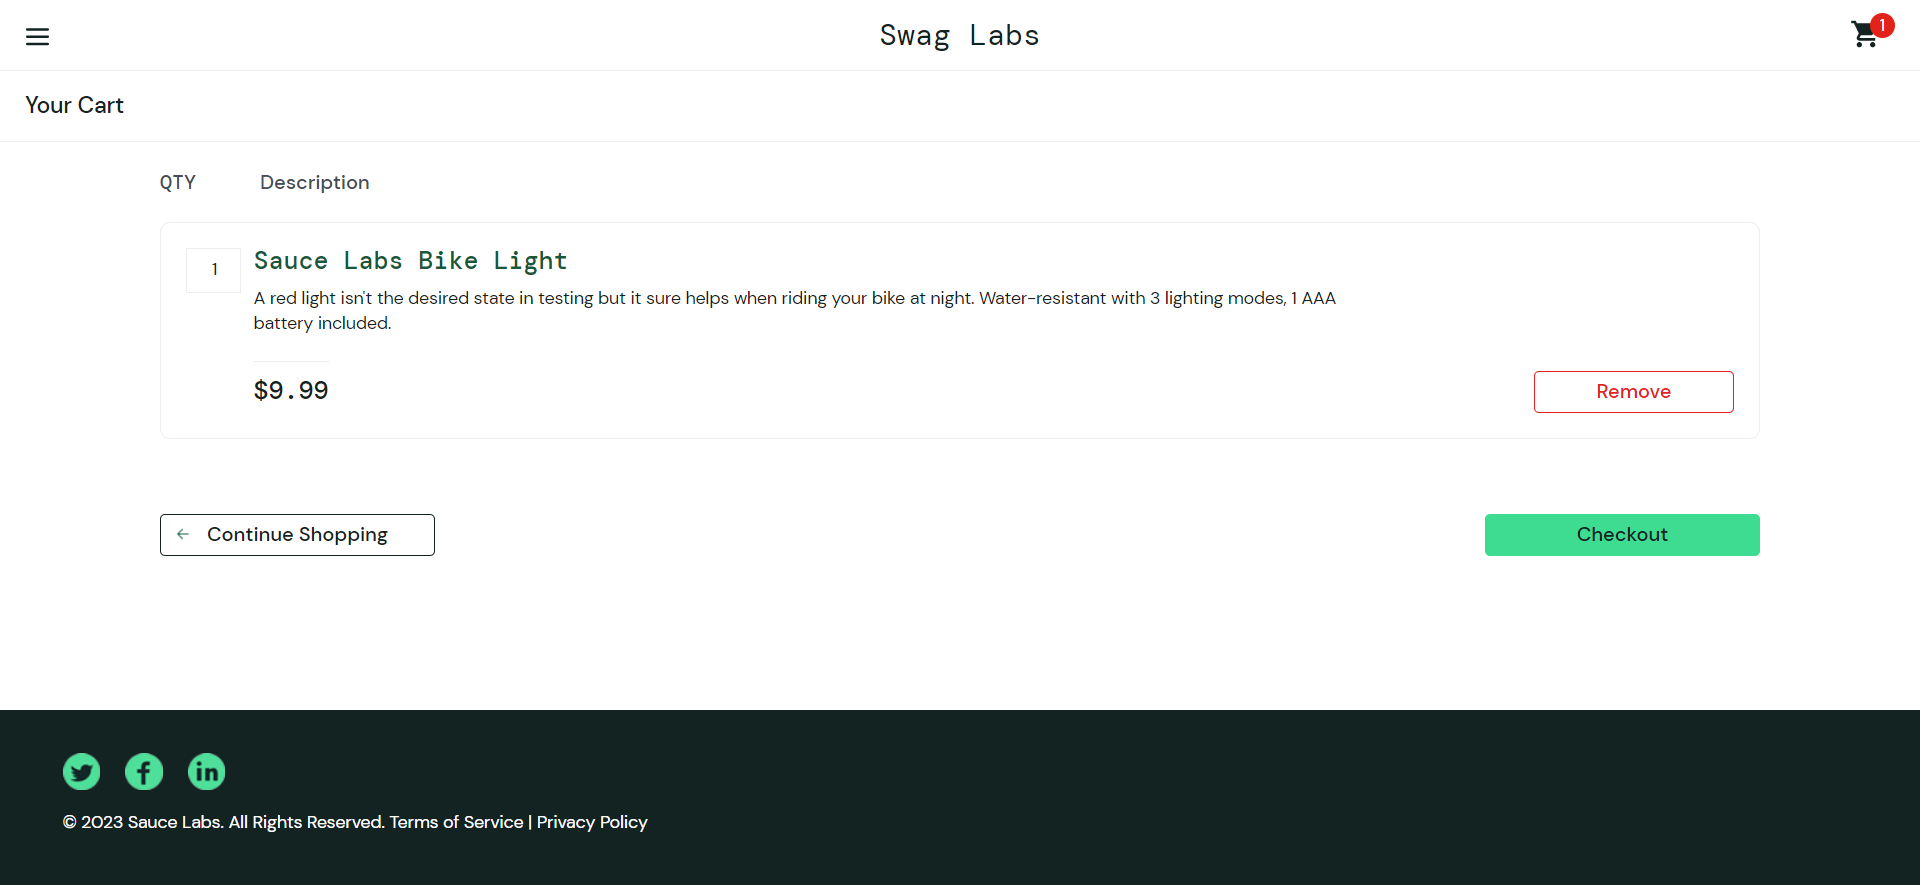 Swag Labs
1
Your Cart
QTY Description
1
Sauce Labs Bike Light
A red light isn't the desired state in testing but it sure helps when riding your bike at night. Water-resistant with 3 lighting modes, 1 AAA
battery included.
$9.99
Remove
Continue Shopping
Checkout
© 2023 Sauce Labs. All Rights Reserved. Terms of Service | Privacy Policy